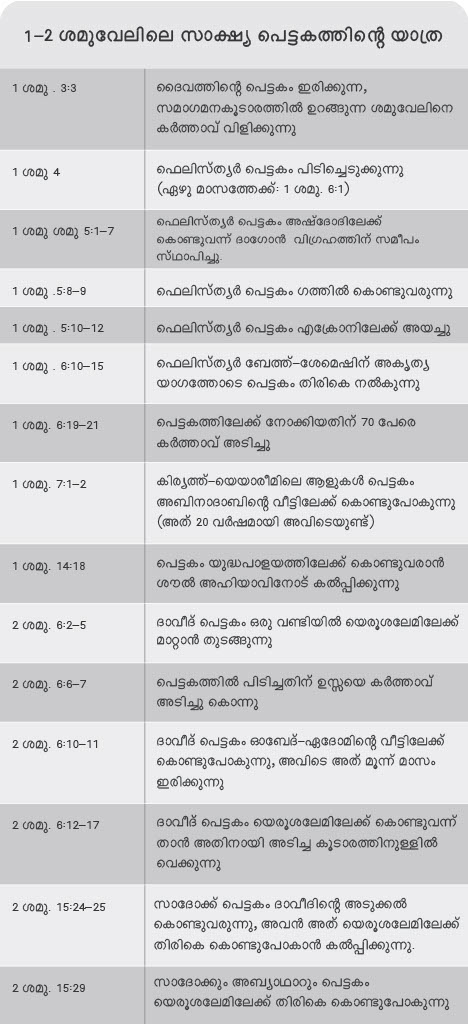 1–2 ശമുവേലിലെ സാക്ഷ്യ പെട്ടകത്തിന്റെ യാത്ര
1 ശമു . 3:3
ദൈവത്തിന്റെ പെട്ടകം ഇരിക്കുന്ന,
സമാഗമനകൂടാരത്തിൽ ഉറങ്ങുന്ന ശമുവേലിനെ
കർത്താവ് വിളിക്കുന്നു
1 ശമു 4
ഫെലിസ്ത്യർ പെട്ടകം പിടിച്ചെടുക്കുന്നു
(ഏഴു മാസത്തേക്ക്: 1 ശമു. 6:1)
1 ശമു ശമു 5:1–7
ഫെലിസ്ത്യർ പെട്ടകം അഷ്ദോദിലേക്ക്
കൊണ്ടുവന്ന് ദാഗോൻ വിഗ്രഹത്തിന് സമീപം
സ്ഥാപിച്ചു.
1 ശമു .5:8–9
ഫെലിസ്ത്യർ പെട്ടകം ഗത്തിൽ കൊണ്ടുവരുന്നു
1 ശമു . 5:10–12
ഫെലിസ്ത്യർ പെട്ടകം എക്രോനിലേക്ക് അയച്ചു
1 ശമു . 6:10–15
ഫെലിസ്ത്യർ ബേത്ത്–ശേമെഷിന് അകൃത്യ
യാഗത്തോടെ പെട്ടകം തിരികെ നൽകുന്നു
1 ശമു. 6:19–21
പെട്ടകത്തിലേക്ക് നോക്കിയതിന് 70 പേരെ
കർത്താവ് അടിച്ചു
1 ശമു. 7:1–2
കിര്യത്ത്–യെയാരീമിലെ ആളുകൾ പെട്ടകം
അബിനാദാബിന്റെ വീട്ടിലേക്ക് കൊണ്ടുപോകുന്നു
(അത് 20 വർഷമായി അവിടെയുണ്ട്)
1 ശമു. 14:18
പെട്ടകം യുദ്ധപാളയത്തിലേക്ക് കൊണ്ടുവരാൻ
ശൗൽ അഹിയാവിനോട് കൽപ്പിക്കുന്നു
2 ശമു. 6:2–5
ദാവീദ് പെട്ടകം ഒരു വണ്ടിയിൽ യെരൂശലേമിലേക്ക്
മാറ്റാൻ തുടങ്ങുന്നു
2 ശമു. 6:6–7
പെട്ടകത്തിൽ പിടിച്ചതിന് ഉസ്സയെ കർത്താവ്
അടിച്ചു കൊന്നു
2 ശമു. 6:10–11
ദാവീദ് പെട്ടകം ഓബേദ്–ഏദോമിന്റെ വീട്ടിലേക്ക്
കൊണ്ടുപോകുന്നു, അവിടെ അത് മൂന്ന് മാസം
ഇരിക്കുന്നു
2 ശമു. 6:12–17
ദാവീദ് പെട്ടകം യെരൂശലേമിലേക്ക് കൊണ്ടുവന്ന്
താൻ അതിനായി അടിച്ച കൂടാരത്തിനുള്ളിൽ
വെക്കുന്നു
2 ശമു. 15:24–25
സാദോക്ക് പെട്ടകം ദാവീദിന്റെ അടുക്കൽ
കൊണ്ടുവരുന്നു, അവൻ അത് യെരൂശലേമിലേക്ക്
തിരികെ കൊണ്ടുപോകാൻ കൽപ്പിക്കുന്നു.
2 ശമു. 15:29
സാദോക്കും അബ്യാഥാറും പെട്ടകം
യെരൂശലേമിലേക്ക് തിരികെ കൊണ്ടുപോകുന്നു